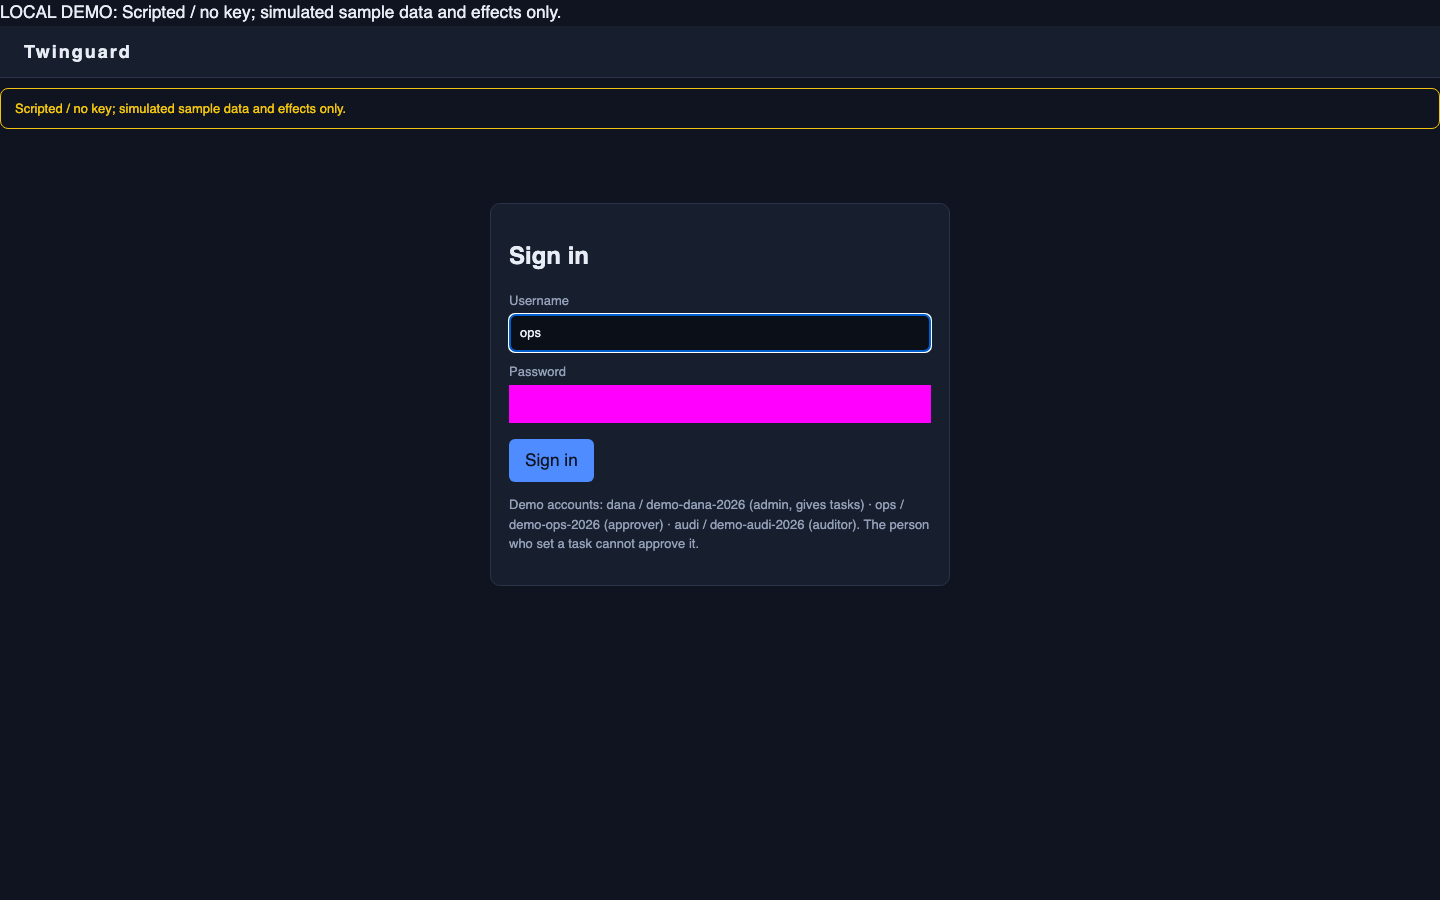 LOCAL DEMO: Scripted / no key; simulated sample data and effects only.
Twinguard
Scripted / no key; simulated sample data and effects only.
Sign in
Username
ops
Password
Sign in
Demo accounts: dana / demo-dana-2026 (admin, gives tasks) · ops /
demo-ops-2026 (approver) · audi / demo-audi-2026 (auditor). The person
who set a task cannot approve it.